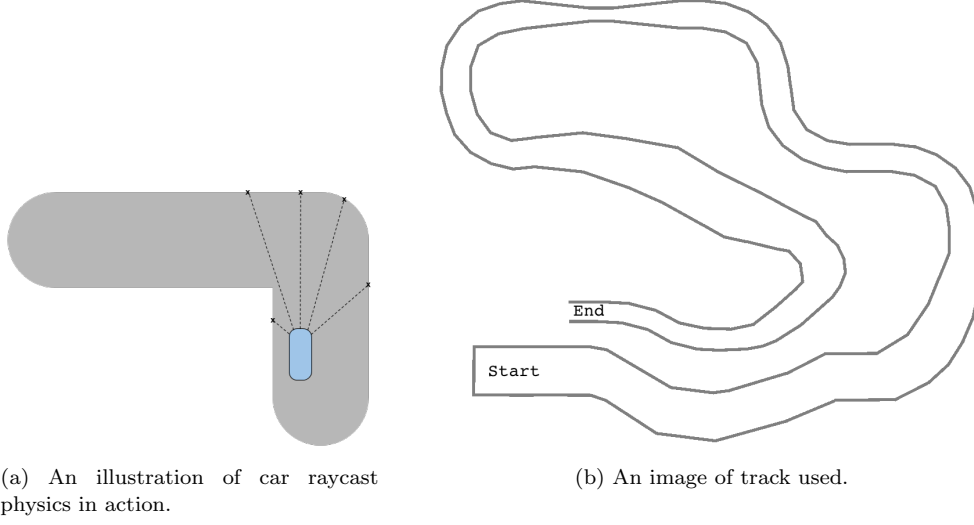 End
Start
(a) An illustration of car raycast
physics in action.
(b) An image of track used.